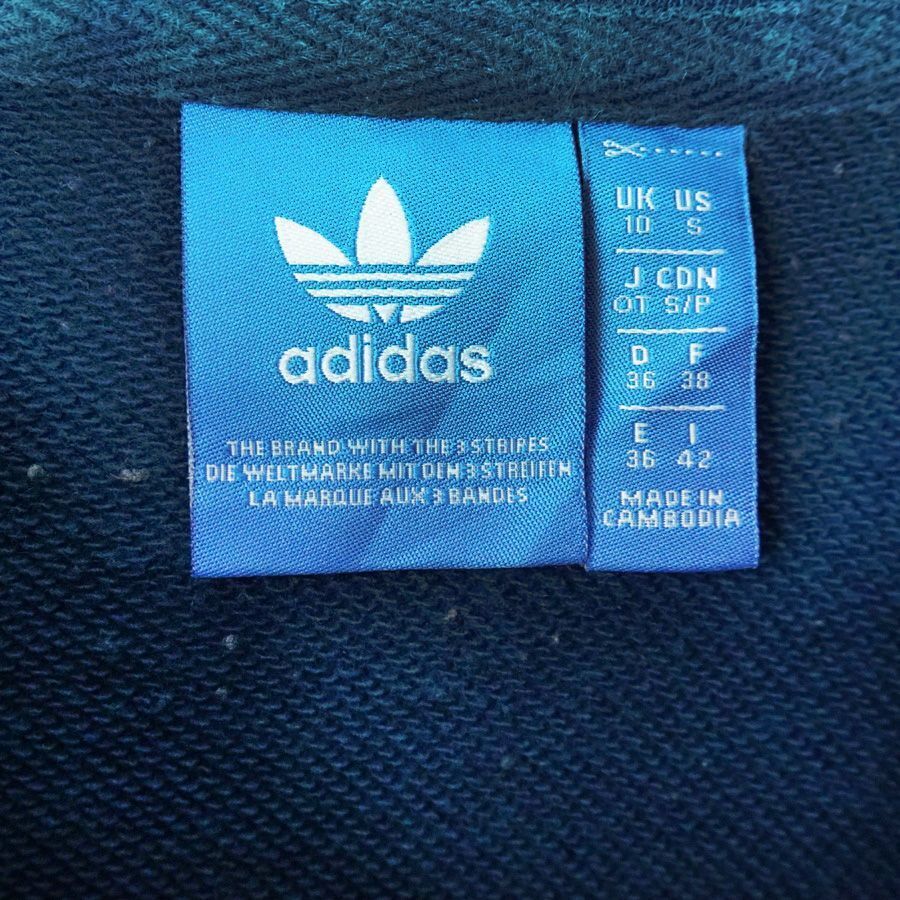 adidas
THE BRAND WITH THE 3 STRIPES
DIE WELTMARKE MIT DEN 3 STREIFEN
LA MARQUE AUX 3 BANDES
UK US
10 S
J CDN
OT S/P
D F
36 38
E I
36 42
MADE IN
CAMBODIA